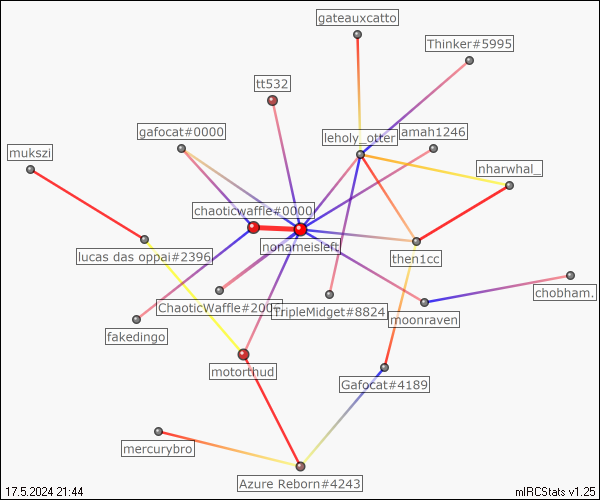 gateauxcatto
Thinker#5995
tt532
gafocat#0000
leholy_otter
amah1246
mukszi
nharwhal_
chaoticwaffle#0000
nonameisleft
lucas das oppai#2396
then1cc
chobham.
TripleMidget#8824
moonraven
fakedingo
motorthud
Gafocat#4189
mercurybro
Azure Reborn#4243
17.5.2024 21:44
mIRCStats v1.25